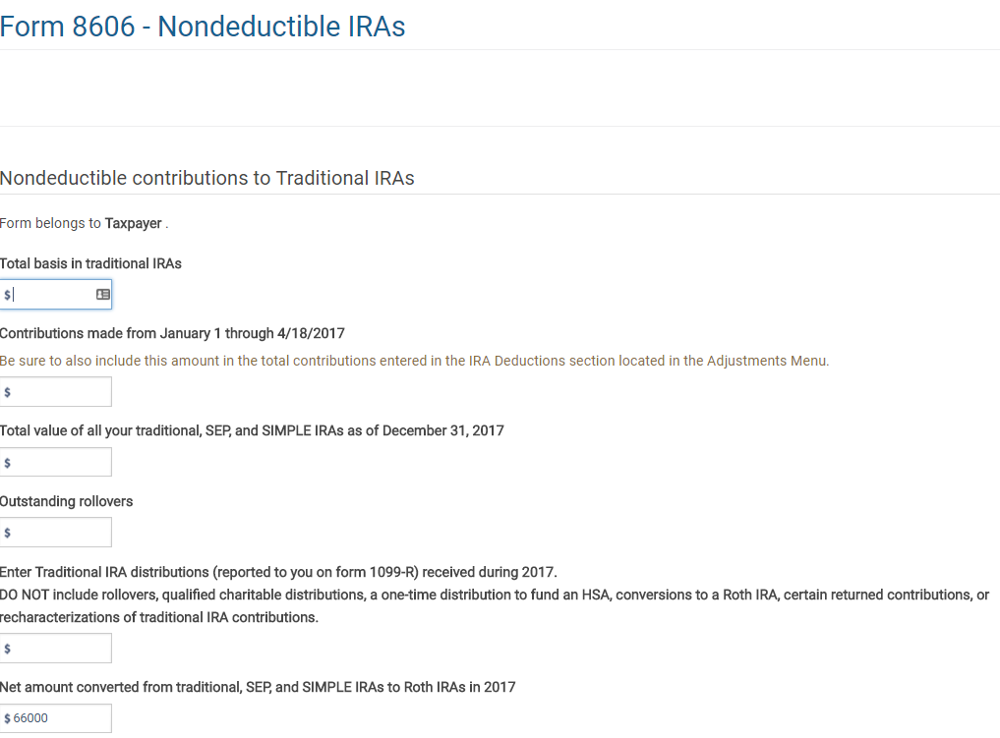 Form 8606 - Nondeductible IRAs
Nondeductible contributions to Traditional IRAs
Form belongs to Taxpayer .
Total basis in traditional IRAs
$
Contributions made from January 1 through 4/18/2017
Be sure to also include this amount in the total contributions entered in the IRA Deductions section located in the Adjustments Menu.
$
Total value of all your traditional, SEP, and SIMPLE IRAs as of December 31, 2017
$
Outstanding rollovers
$
Enter Traditional IRA distributions (reported to you on form 1099-R) received during 2017.
DO NOT include rollovers, qualified charitable distributions, a one-time distribution to fund an HSA, conversions to a Roth IRA, certain returned contributions, or
recharacterizations of traditional IRA contributions.
$
Net amount converted from traditional, SEP, and SIMPLE IRAs to Roth IRAs in 2017
$ 66000